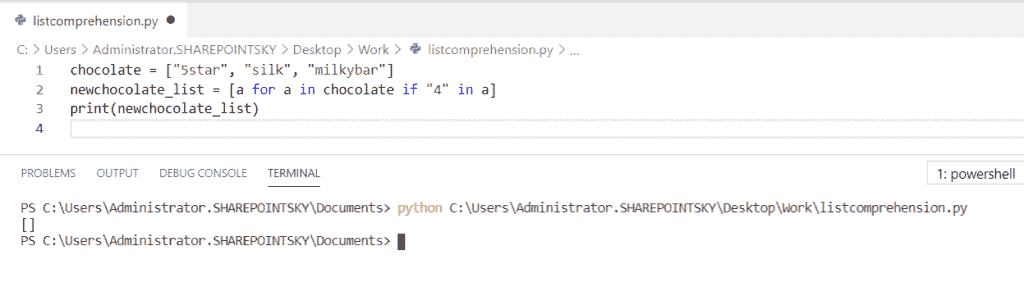 listcomprehension.py
C: > Users > Administrator.SHAREPOINTSKY > Desktop > Work > listcomprehension.py > ...
1 chocolate = ["5star", "silk", "milkybar"]
2 newchocolate_list = [a for a in chocolate if "4" in a]
3 print(newchocolate_list)
4
PROBLEMS OUTPUT DEBUG CONSOLE TERMINAL 1: powershell
PS C:\Users\Administrator.SHAREPOINTSKY\Documents> python C:\Users\Administrator.SHAREPOINTSKY\Desktop\Work\listcomprehension.py
[]
PS C:\Users\Administrator.SHAREPOINTSKY\Documents>